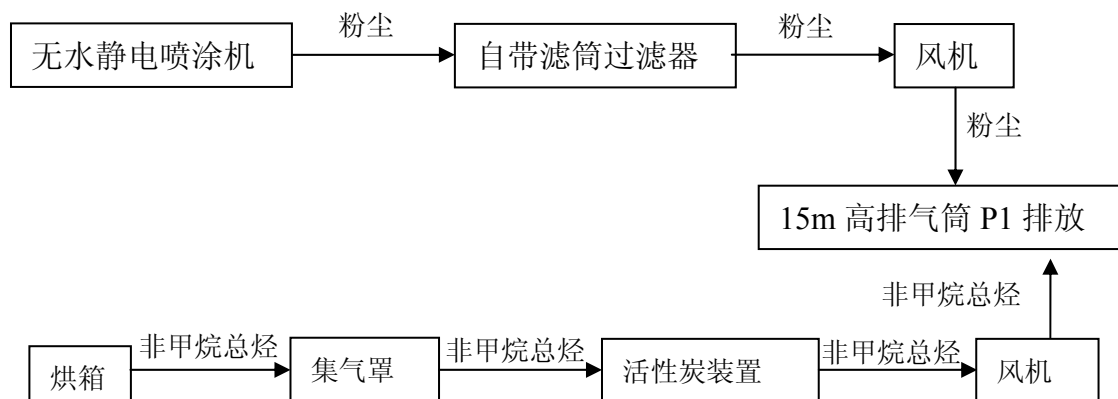 粉尘
粉尘
无水静电喷涂机
自带滤筒过滤器
风机
粉尘
15m 高排气筒 P1 排放
非甲烷总烃
非甲烷总烃
非甲烷总烃
非甲烷总烃
烘箱
集气罩
活性炭装置
风机